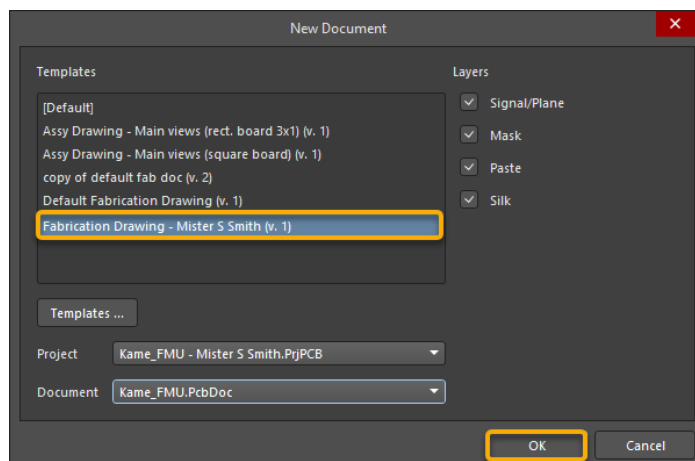 New Document
Templates
[Default]
Assy Drawing - Main views (rect. board 3x1) (v. 1)
Assy Drawing - Main views (square board) (v. 1)
copy of default fab doc (v. 2)
Default Fabrication Drawing (v. 1)
Fabrication Drawing - Mister S Smith (v. 1)
Layers
Signal/Plane
Mask
Paste
Silk
Templates ...
Project Kame_FMU - Mister S Smith.PrjPCB
Document Kame_FMU.PcbDoc
OK Cancel